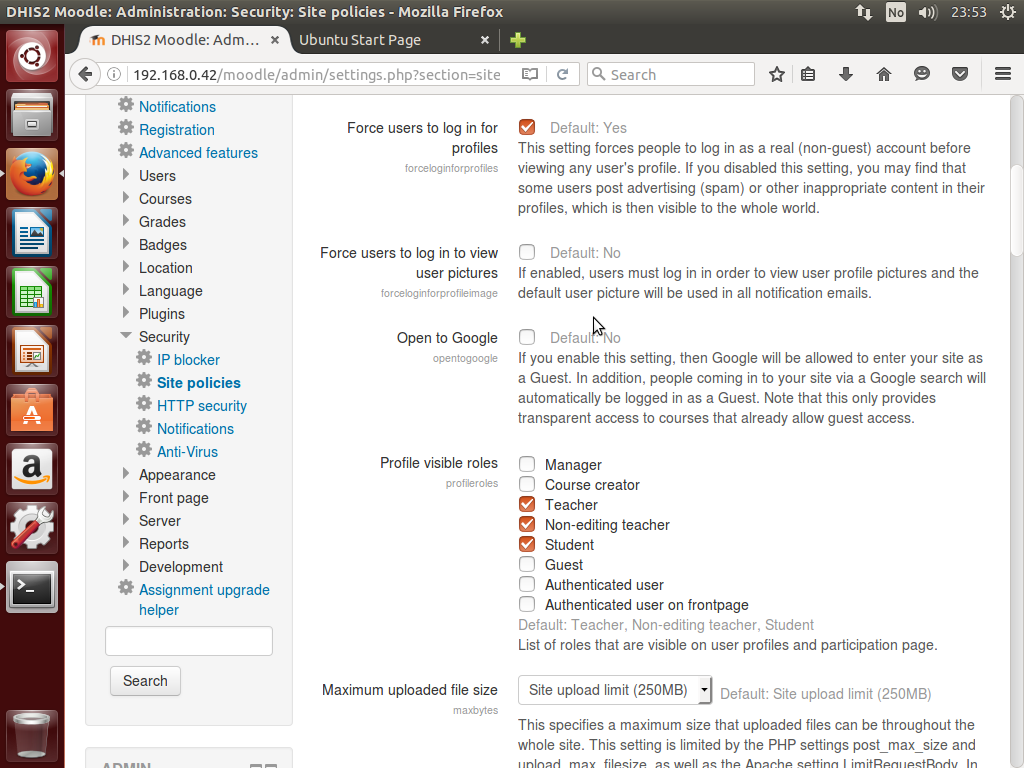 DHIS2 Moodle: Administration: Security: Site policies - Mozilla Firefox
No
23:53
DHIS2 Moodle: Adm...
Ubuntu Start Page
192.168.0.42/moodle/admin/settings.php?section=site
Search
Notifications
Registration
Advanced features
Users
Courses
Grades
Badges
Location
Language
Plugins
Security
IP blocker
Site policies
HTTP security
Notifications
Anti-Virus
Appearance
Front page
Server
Reports
Development
Assignment upgrade
helper
Search
ADMIN
Force users to log in for
profiles
forceloginforprofiles
Default: Yes
This setting forces people to log in as a real (non-guest) account before
viewing any user's profile. If you disabled this setting, you may find that
some users post advertising (spam) or other inappropriate content in their
profiles, which is then visible to the whole world.
Force users to log in to view
user pictures
forceloginforprofileimage
Default: No
If enabled, users must log in in order to view user profile pictures and the
default user picture will be used in all notification emails.
Open to Google
opentogoogle
Default: No
If you enable this setting, then Google will be allowed to enter your site as
a Guest. In addition, people coming in to your site via a Google search will
automatically be logged in as a Guest. Note that this only provides
transparent access to courses that already allow guest access.
Profile visible roles
profileroles
Manager
Course creator
Teacher
Non-editing teacher
Student
Guest
Authenticated user
Authenticated user on frontpage
Default: Teacher, Non-editing teacher, Student
List of roles that are visible on user profiles and participation page.
Maximum uploaded file size
maxbytes
Site upload limit (250MB)
Default: Site upload limit (250MB)
This specifies a maximum size that uploaded files can be throughout the
whole site. This setting is limited by the PHP settings post_max_size and
upload_max_filesize, as well as the Apache setting LimitRequestBody. In